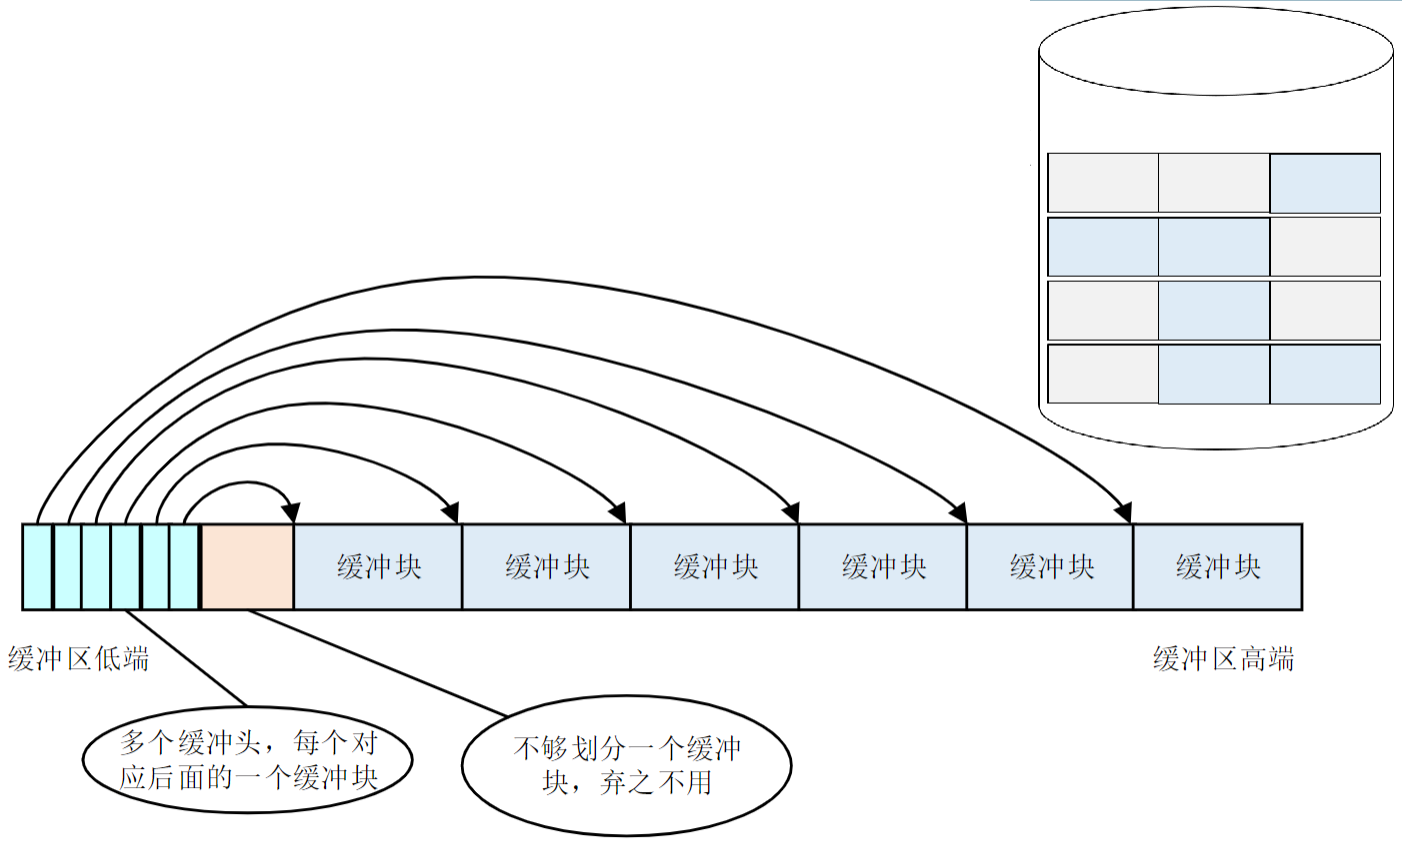 缓冲块 缓冲块 缓冲块 缓冲块 缓冲块 缓冲块
缓冲区低端
缓冲区高端
多个缓冲头，每个对
应后面的一个缓冲块
不够划分一个缓冲
块，弃之不用